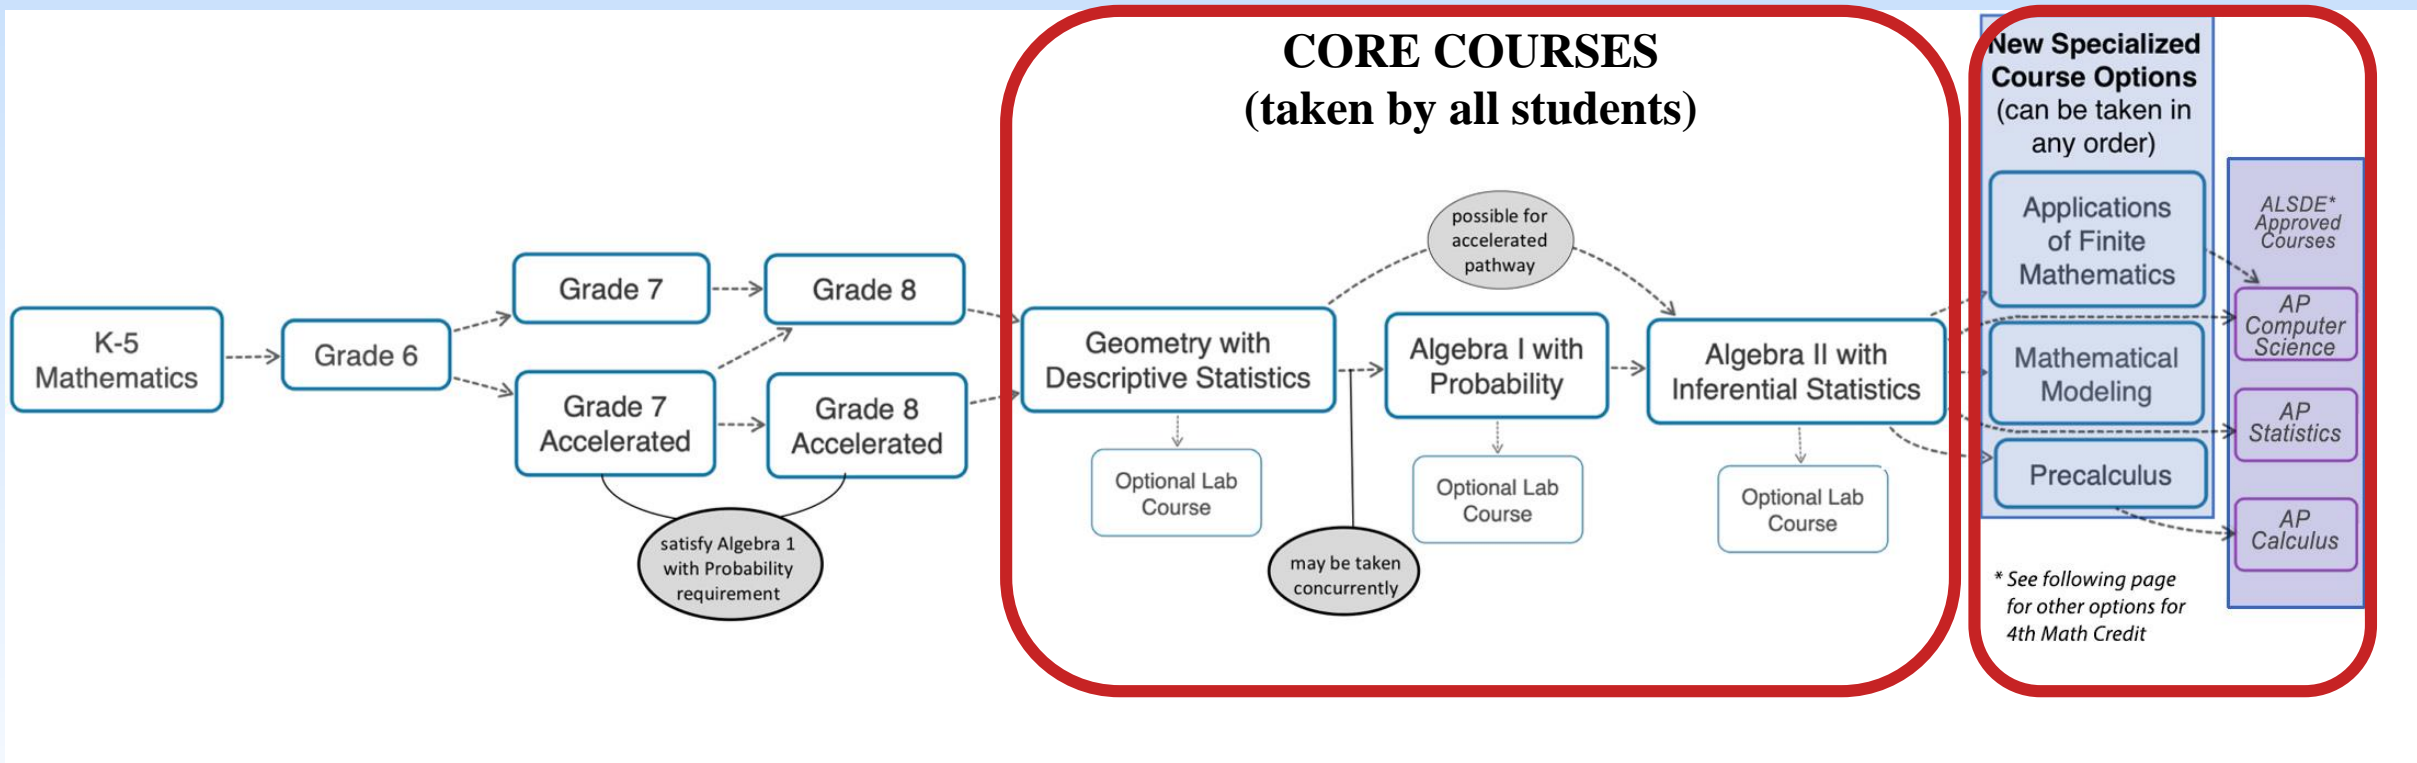 CORE COURSES
(taken by all students)
New Specialized
Course Options
(can be taken in
any order)
K-5
Mathematics
Grade 6
Grade 7
Grade 8
Grade 7
Accelerated
Grade 8
Accelerated
satisfy Algebra 1
with Probability
requirement
Geometry with
Descriptive Statistics
Optional Lab
Course
possible for
accelerated
pathway
may be taken
concurrently
Algebra I with
Probability
Optional Lab
Course
Algebra II with
Inferential Statistics
Optional Lab
Course
Applications
of Finite
Mathematics
Mathematical
Modeling
Precalculus
ALSDE*
Approved
Courses
AP
Computer
Science
AP
Statistics
AP
Calculus
* See following page
for other options for
4th Math Credit